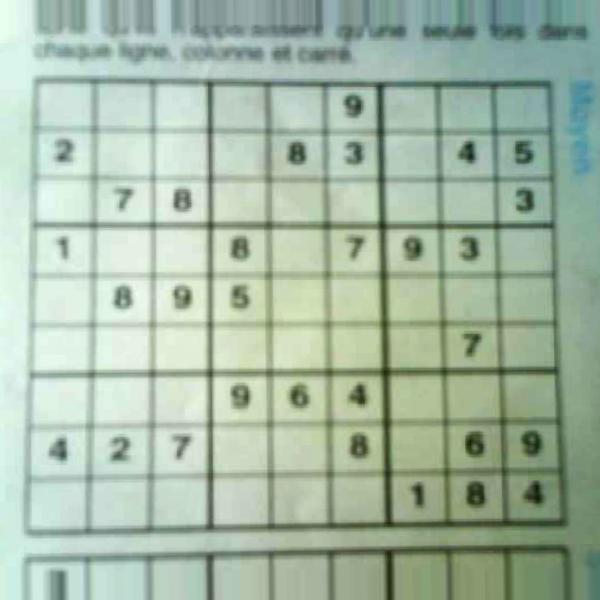 qu'une seule fois dans
chaque ligne, colonne et carré.
Moyen
9
2 8 3 4 5
7 8 3
1 8 7 9 3
8 9 5
7
9 6 4
4 2 7 8 6 9
1 8 4